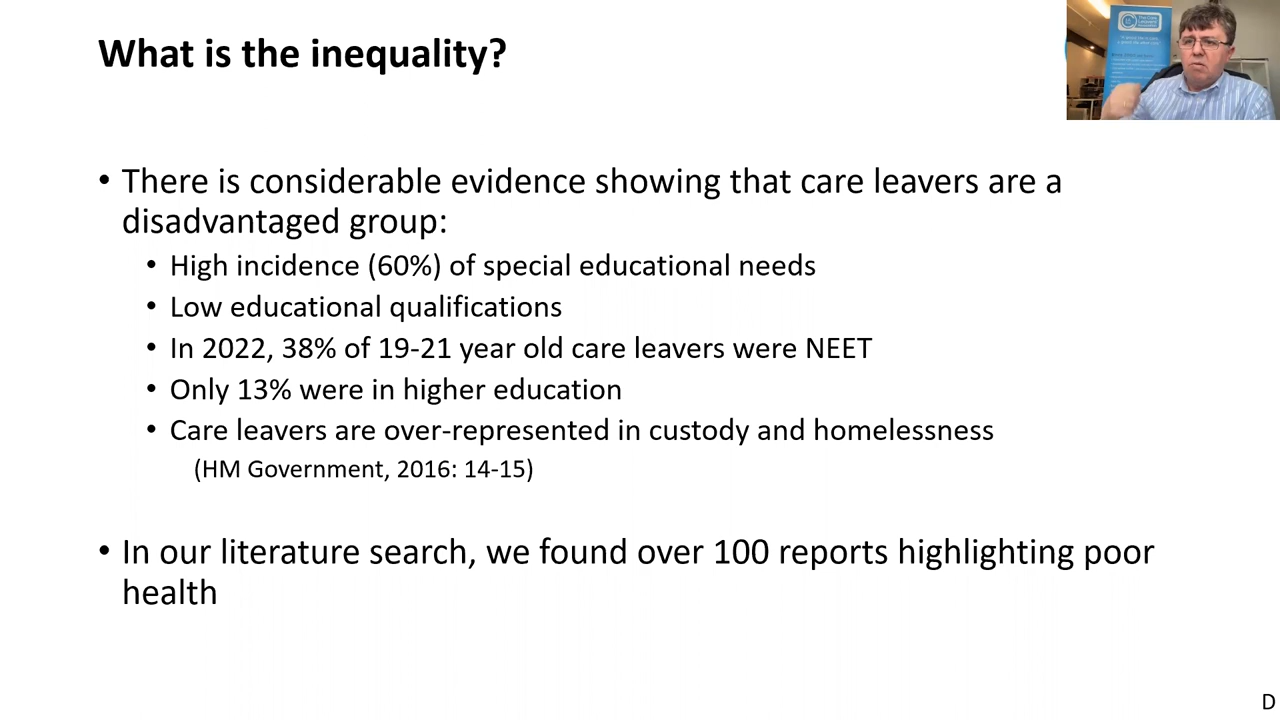 What is the inequality?
• There is considerable evidence showing that care leavers are a
disadvantaged group:
• High incidence (60%) of special educational needs
• Low educational qualifications
• In 2022, 38% of 19-21 year old care leavers were NEET
• Only 13% were in higher education
• Care leavers are over-represented in custody and homelessness
(HM Government, 2016: 14-15)
• In our literature search, we found over 100 reports highlighting poor
health
D